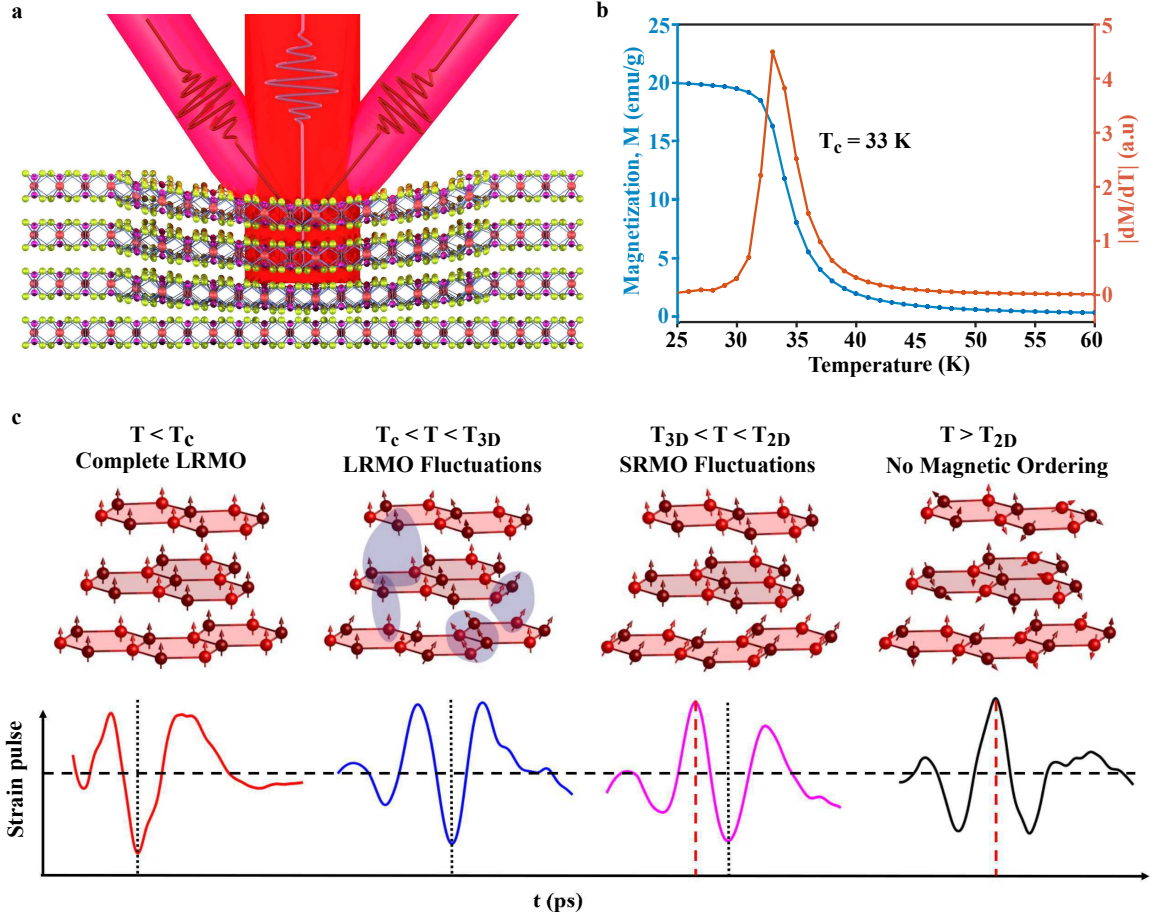 a
b
Magnetization, M (emu/g)
25
20
15
10
5
0
T_c = 33 K
5
4
3
2
1
0
|dM/dT| (a.u)
25 30 35 40 45 50 55 60
Temperature (K)
c
T < T_c
Complete LRMO
T_c < T < T_3D
LRMO Fluctuations
T_3D < T < T_2D
SRMO Fluctuations
T > T_2D
No Magnetic Ordering
Strain pulse
t (ps)